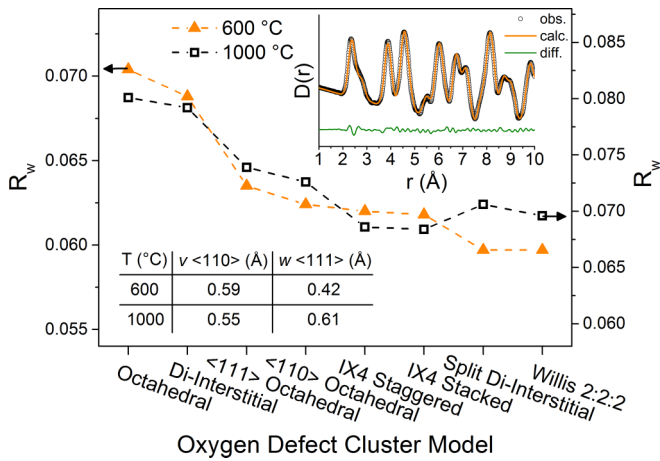 600 °C
1000 °C
obs.
calc.
diff.
D(r)
1 2 3 4 5 6 7 8 9 10
r (Å)
0.070
0.065
0.060
0.055
R_w
0.085
0.080
0.075
0.070
0.065
0.060
R_w
T (°C) v <110> (Å) w <111> (Å)
600 0.59 0.42
1000 0.55 0.61
Octahedral
Di-Interstitial
<111> Octahedral
<110> Octahedral
IX4 Staggered
IX4 Stacked
Split Di-Interstitial
Willis 2:2:2
Oxygen Defect Cluster Model